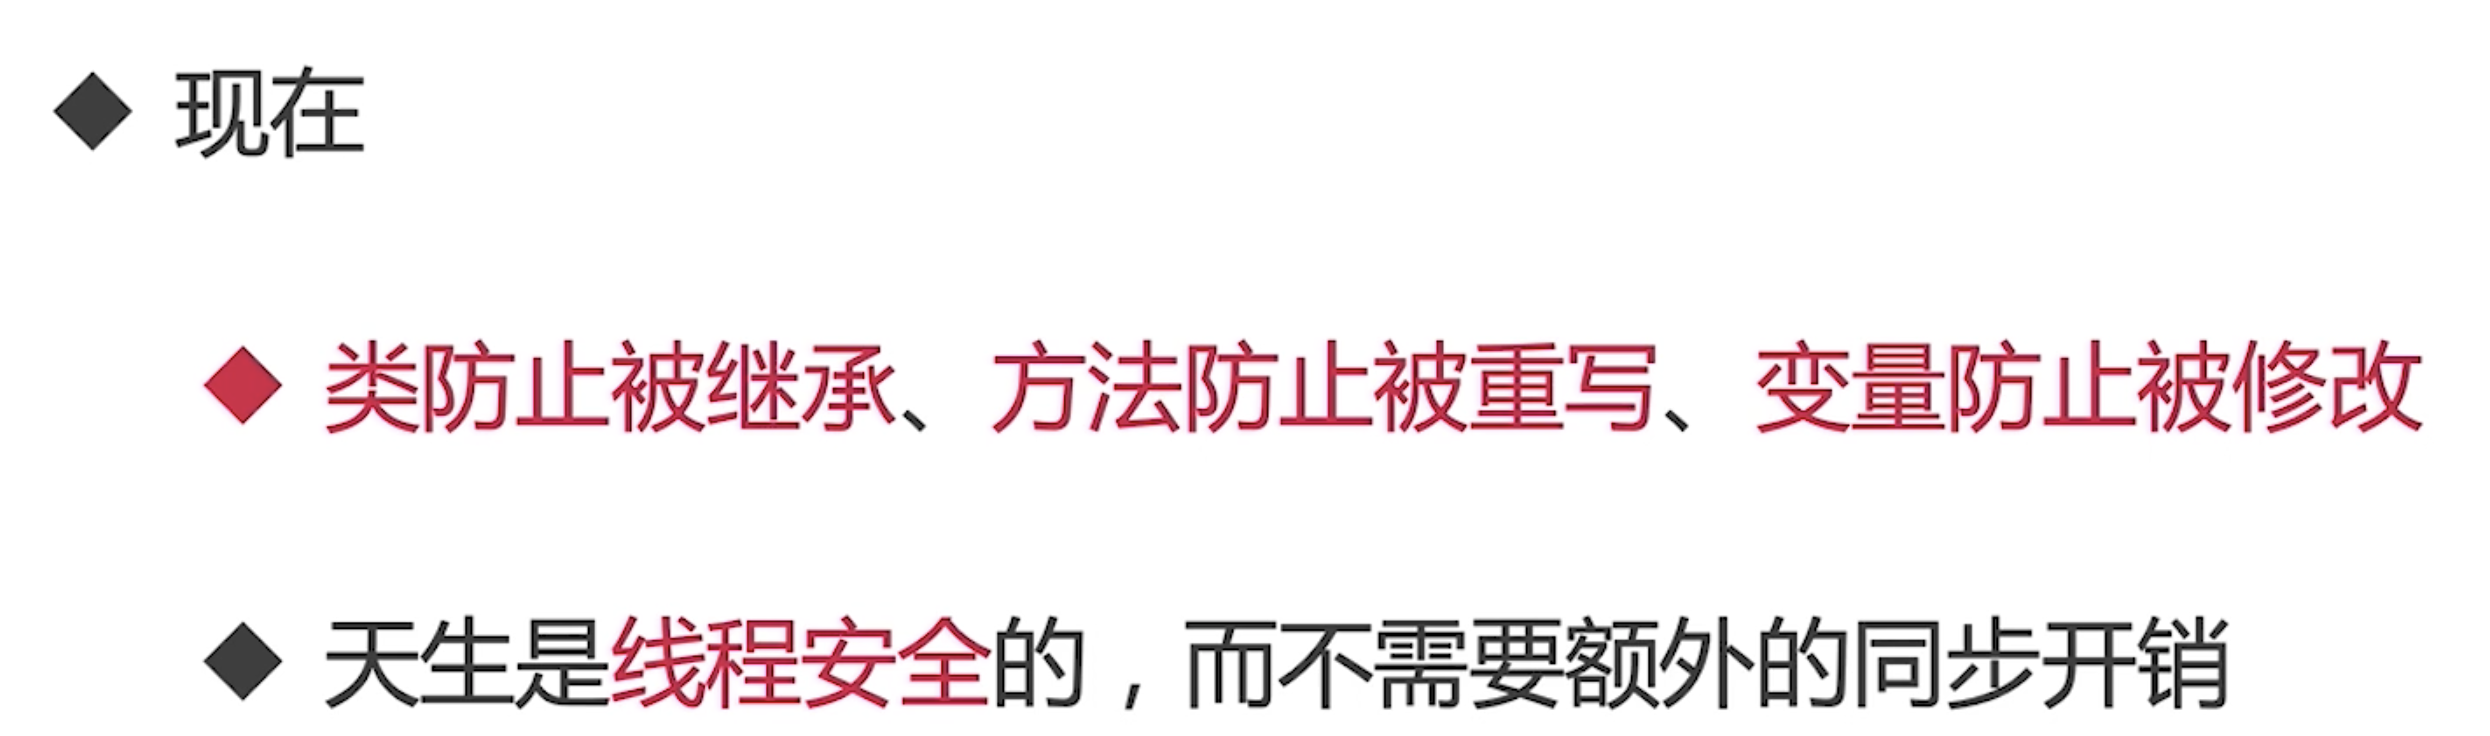 ◆ 现在
◆ 类防止被继承、方法防止被重写、变量防止被修改
◆ 天生是线程安全的，而不需要额外的同步开销